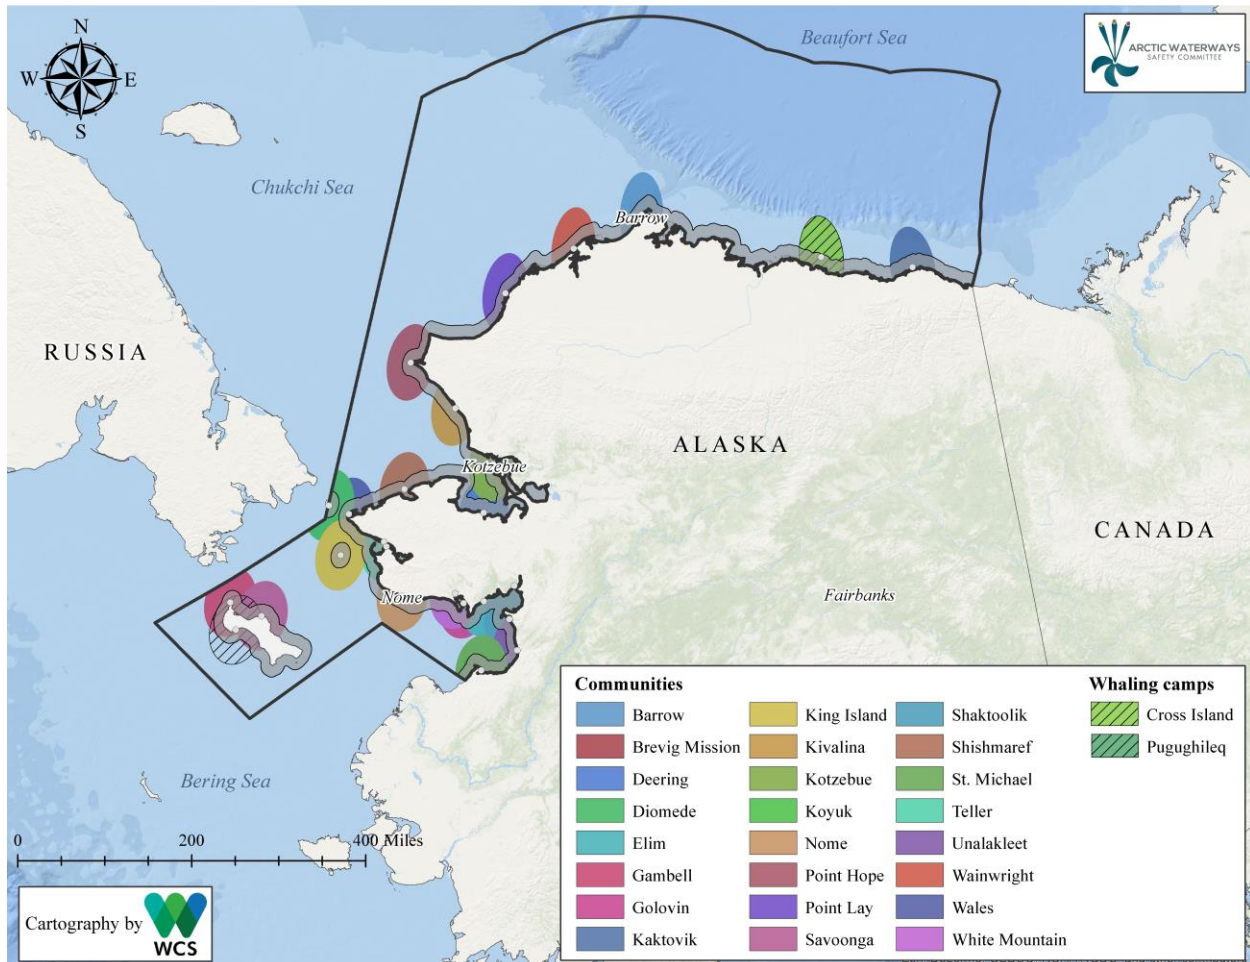 N
W E
S
Beaufort Sea
ARCTIC WATERWAYS
SAFETY COMMITTEE
Chukchi Sea
Barrow
RUSSIA
ALASKA
Kotzebue
CANADA
Nome
Fairbanks
Bering Sea
0 200 400 Miles
Cartography by
WCS
Communities
Barrow
Brevig Mission
Deering
Diomede
Elim
Gambell
Golovin
Kaktovik
King Island
Kivalina
Kotzebue
Koyuk
Nome
Point Hope
Point Lay
Savoonga
Shaktoolik
Shishmaref
St. Michael
Teller
Unalakleet
Wainwright
Wales
White Mountain
Whaling camps
Cross Island
Pugughileq